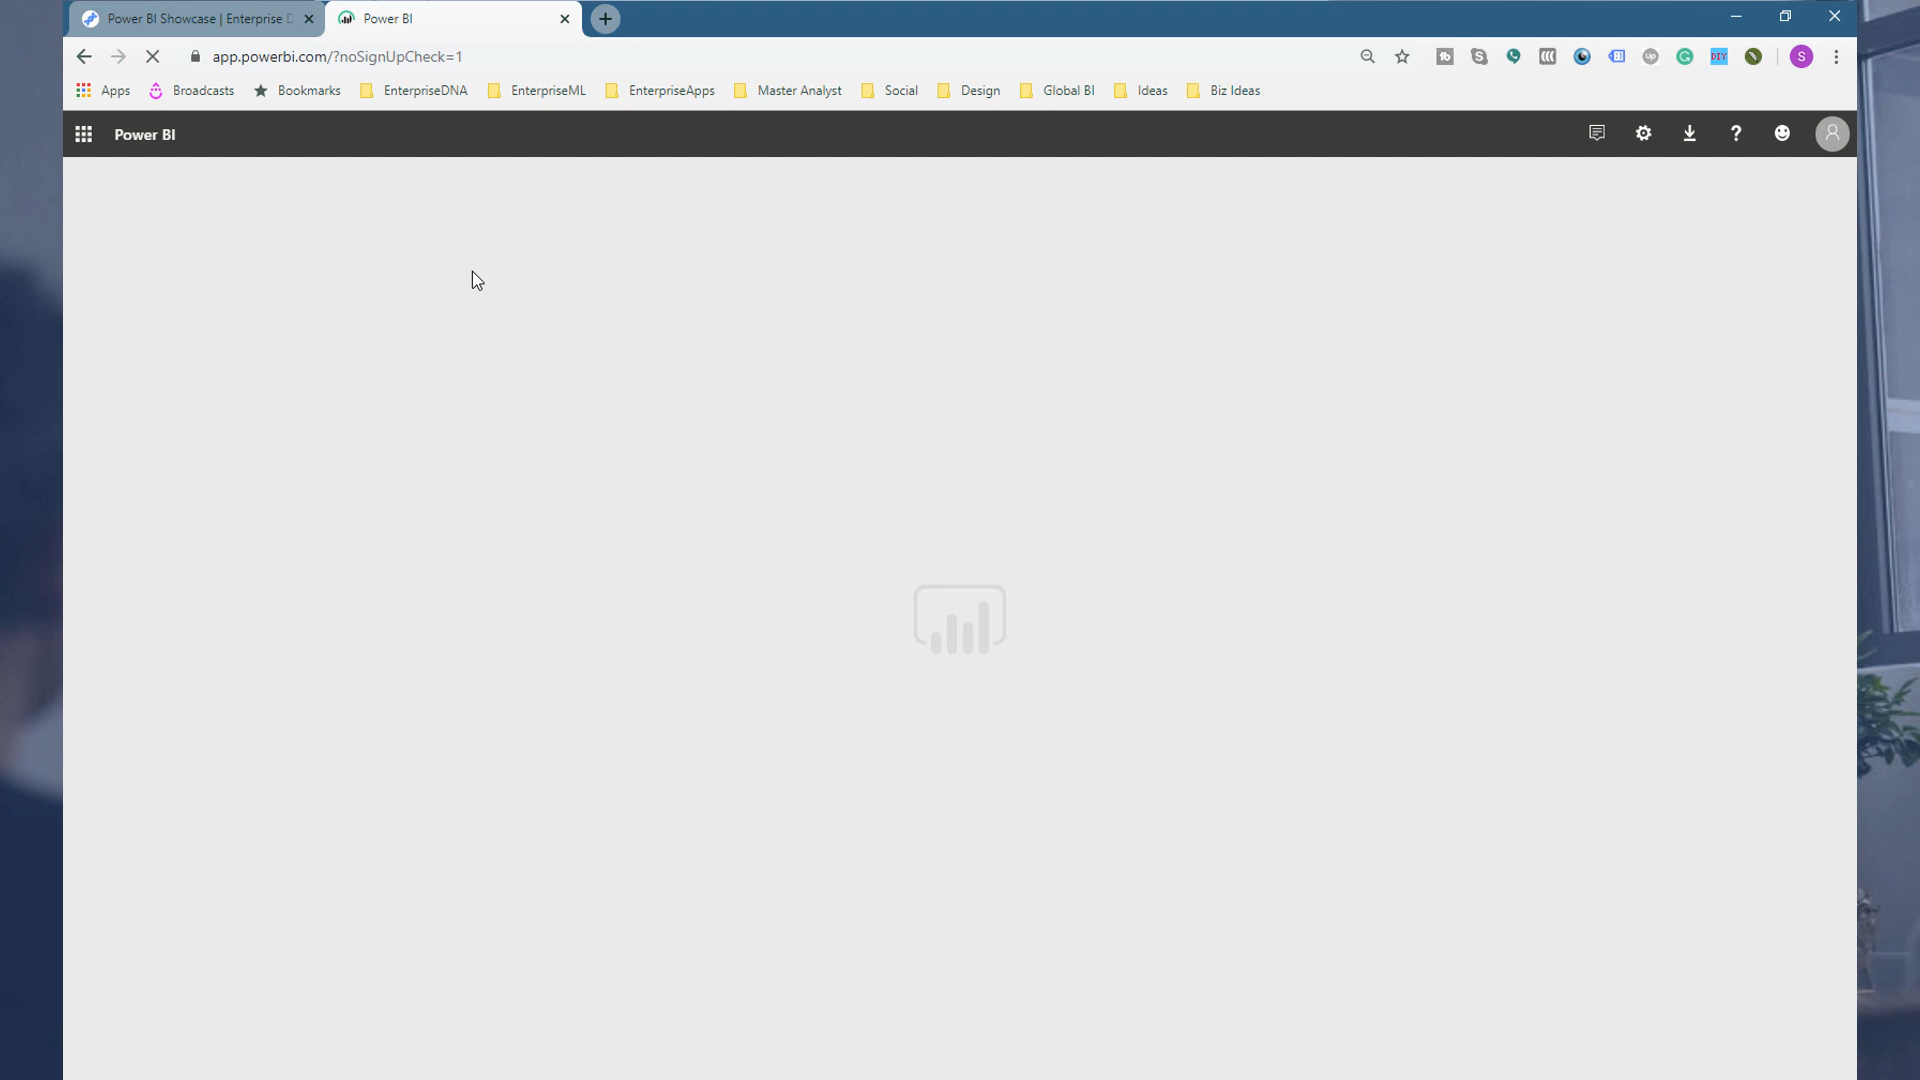 Power BI Showcase | Enterprise D
Power BI
app.powerbi.com/?noSignUpCheck=1
Apps Broadcasts Bookmarks EnterpriseDNA EnterpriseML EnterpriseApps Master Analyst Social Design Global BI Ideas Biz Ideas
Power BI